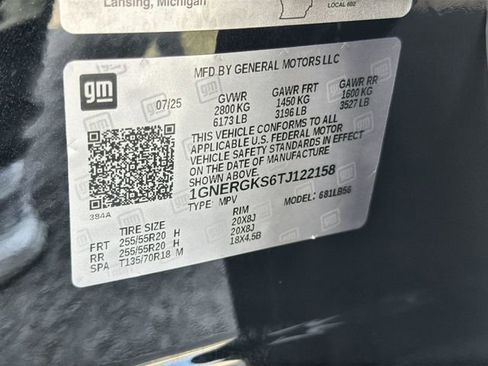 Lansing, Michigan
LOCAL 602
gm
MFD BY GENERAL MOTORS LLC
07/25
GVWR GAWR FRT GAWR RR
2800 KG 1450 KG 1600 KG
6173 LB 3196 LB 3527 LB
THIS VEHICLE CONFORMS TO ALL
APPLICABLE U.S. FEDERAL MOTOR
VEHICLE SAFETY STANDARDS IN EFFECT
ON THE DATE OF MANUFACTURE.
1GNERGKS6TJ122158
TYPE: MPV MODEL: 681LB56
384A
TIRE SIZE RIM
FRT 255/55R20 H 20X8J
RR 255/55R20 H 20X8J
SPA T135/70R18 M 18X4.5B